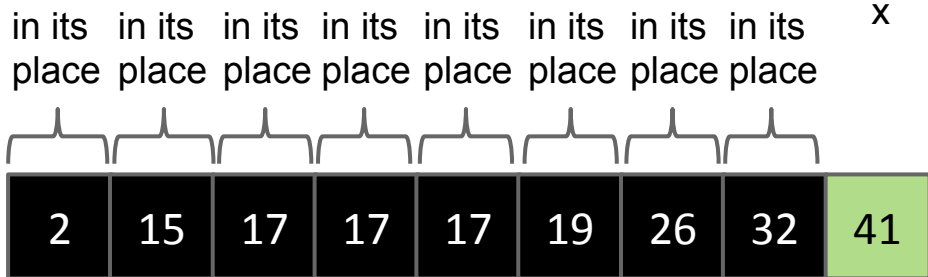 in its in its in its in its in its in its in its in its x
place place place place place place place place
2 15 17 17 17 19 26 32 41